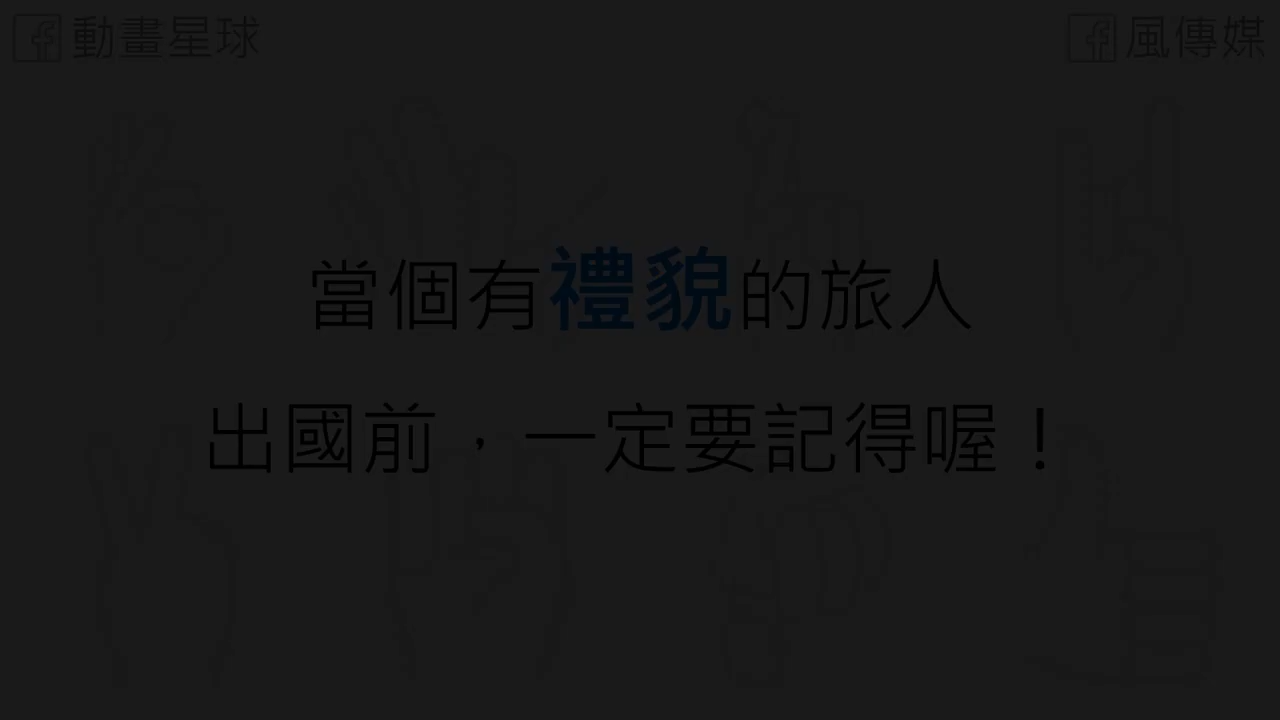 動畫星球
風傳媒
當個有禮貌的旅人
出國前，一定要記得喔！